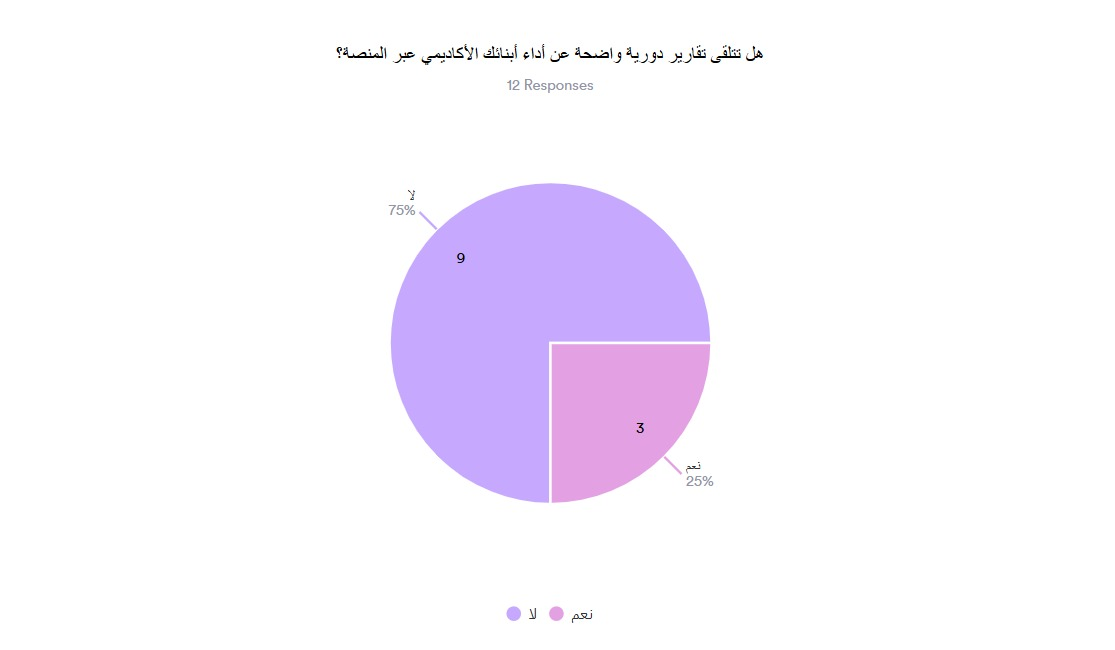 هل تتلقى تقارير دورية واضحة عن أداء أبنائك الأكاديمي عبر المنصة؟
12 Responses
لا
75%
9
3
نعم
25%
لا نعم